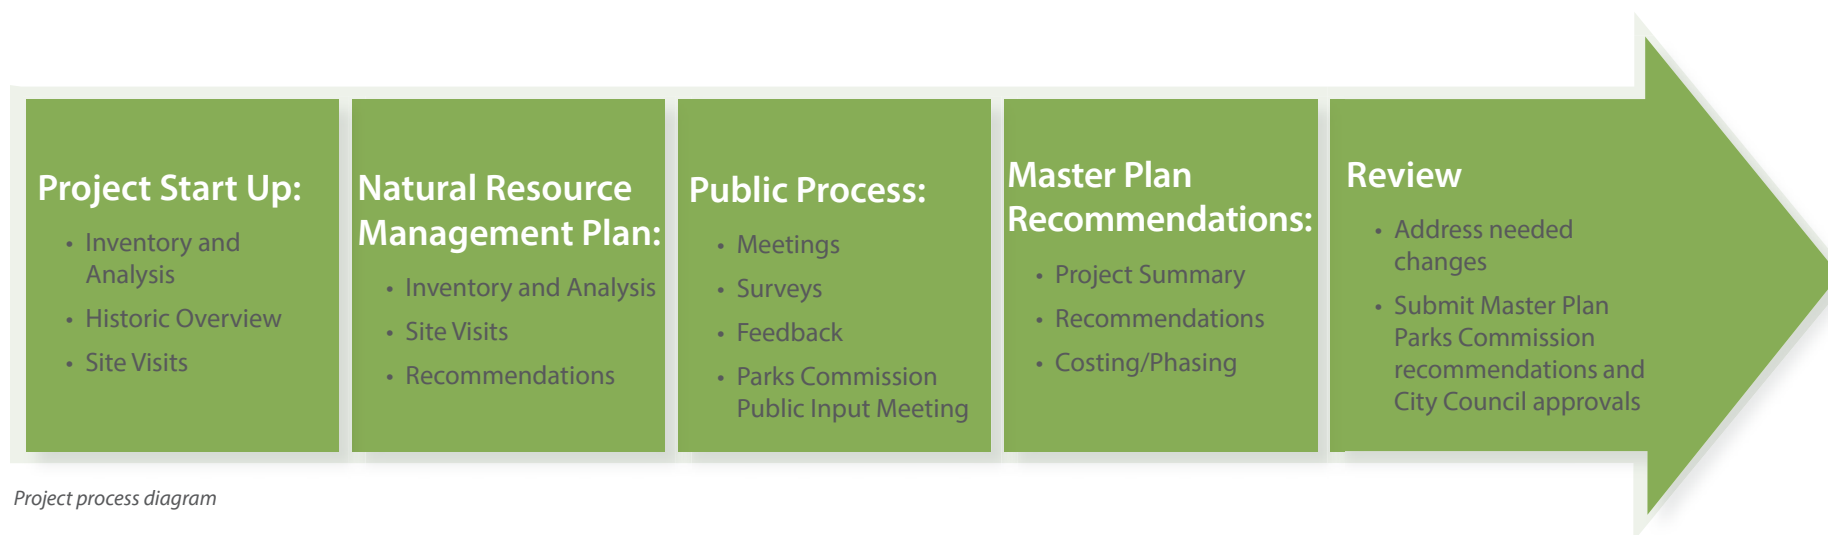 Project Start Up:
• Inventory and
Analysis
• Historic Overview
• Site Visits
Natural Resource
Management Plan:
• Inventory and Analysis
• Site Visits
• Recommendations
Public Process:
• Meetings
• Surveys
• Feedback
• Parks Commission
Public Input Meeting
Master Plan
Recommendations:
• Project Summary
• Recommendations
• Costing/Phasing
Review
• Address needed
changes
• Submit Master Plan
Parks Commission
recommendations and
City Council approvals
Project process diagram